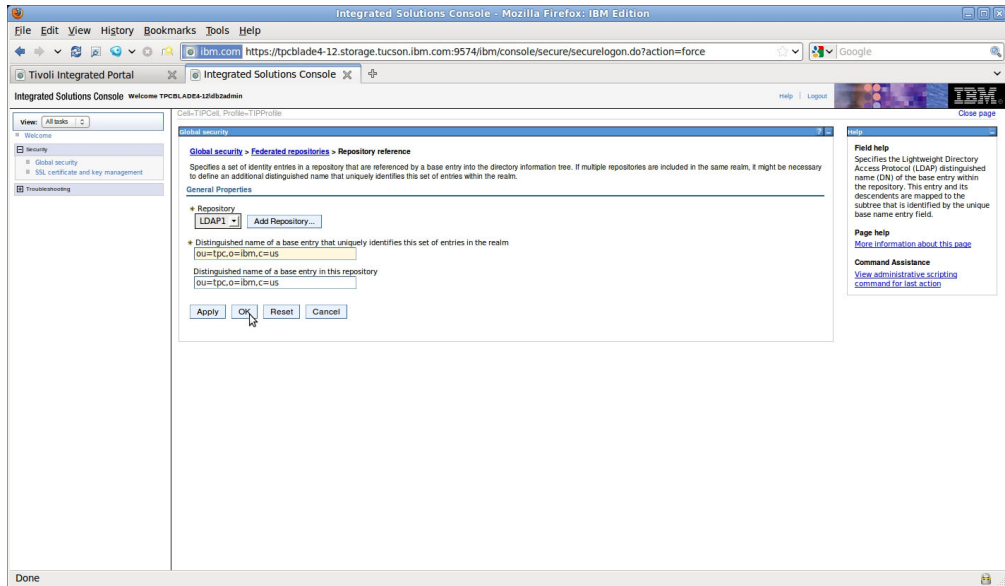 Integrated Solutions Console - Mozilla Firefox: IBM Edition
File Edit View History Bookmarks Tools Help
ibm.com https://tpcblade4-12.storage.tucson.ibm.com:9574/ibm/console/secure/securelogon.do?action=force
Google
Tivoli Integrated Portal
Integrated Solutions Console
Integrated Solutions Console Welcome TPCBLADE4-12\db2admin
Help | Logout
IBM.
View: All tasks
Cell=TIPCell, Profile=TIPProfile
Close page
Welcome
Security
Global security
SSL certificate and key management
Troubleshooting
Global security
? –
Global security > Federated repositories > Repository reference
Specifies a set of identity entries in a repository that are referenced by a base entry into the directory information tree. If multiple repositories are included in the same realm, it might be necessary
to define an additional distinguished name that uniquely identifies this set of entries within the realm.
General Properties
Repository
LDAP1 Add Repository...
Distinguished name of a base entry that uniquely identifies this set of entries in the realm
ou=tpc,o=ibm,c=us
Distinguished name of a base entry in this repository
ou=tpc,o=ibm,c=us
Apply OK Reset Cancel
Help
Field help
Specifies the Lightweight Directory
Access Protocol (LDAP) distinguished
name (DN) of the base entry within
the repository. This entry and its
descendents are mapped to the
subtree that is identified by the unique
base name entry field.
Page help
More information about this page
Command Assistance
View administrative scripting
command for last action
Done